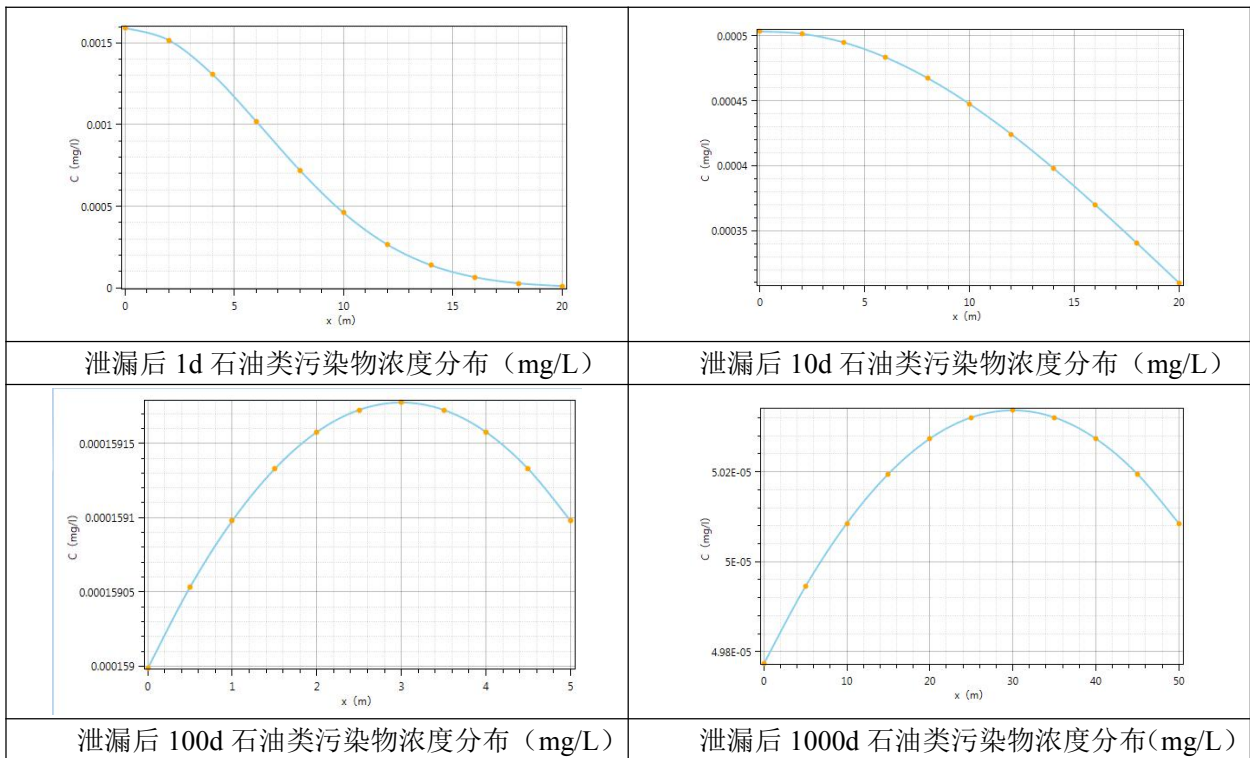 C (mg/l)
0.0015
0.001
0.0005
0
0 5 10 15 20
x (m)
C (mg/l)
0.0005
0.00045
0.0004
0.00035
0 5 10 15 20
x (m)
泄漏后 1d 石油类污染物浓度分布（mg/L）
泄漏后 10d 石油类污染物浓度分布（mg/L）
C (mg/l)
0.00015915
0.0001591
0.00015905
0.000159
0 1 2 3 4 5
x (m)
C (mg/l)
5.02E-05
5E-05
4.98E-05
0 10 20 30 40 50
x (m)
泄漏后 100d 石油类污染物浓度分布（mg/L）
泄漏后 1000d 石油类污染物浓度分布(mg/L)